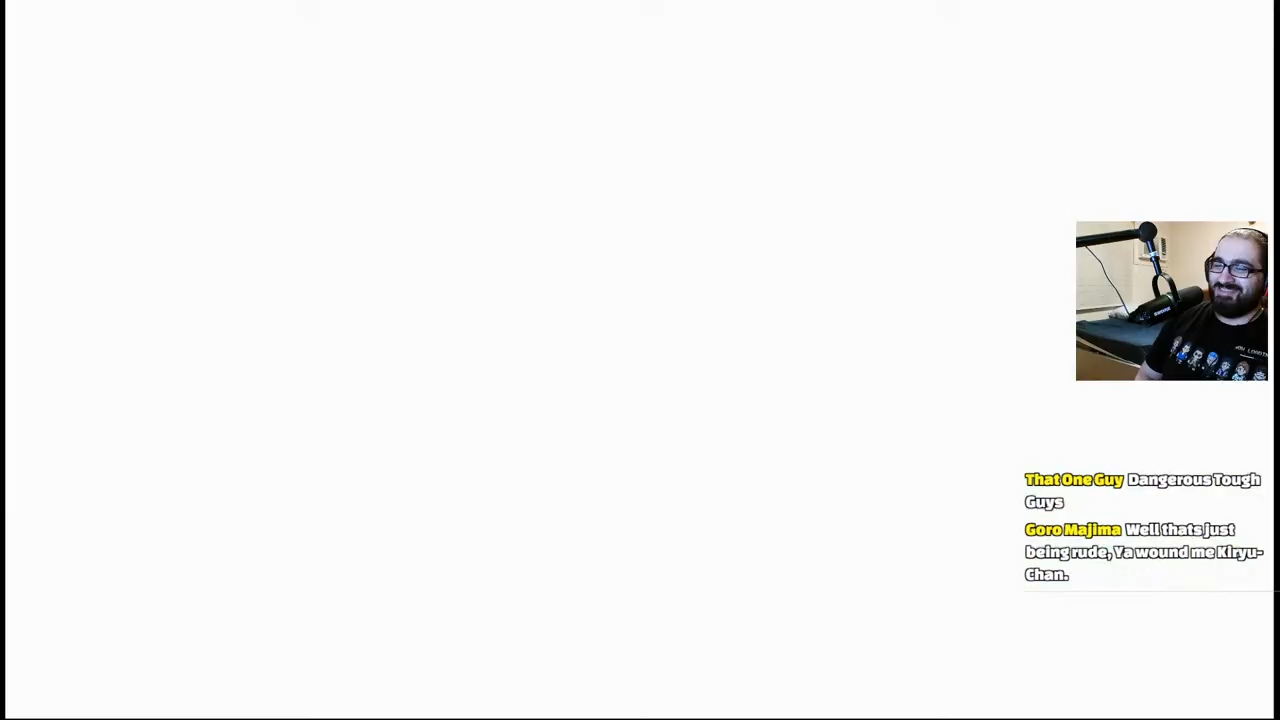 That One Guy Dangerous Tough
Guys
Goro Majima Well thats just
being rude, Ya wound me Kiryu-
Chan.